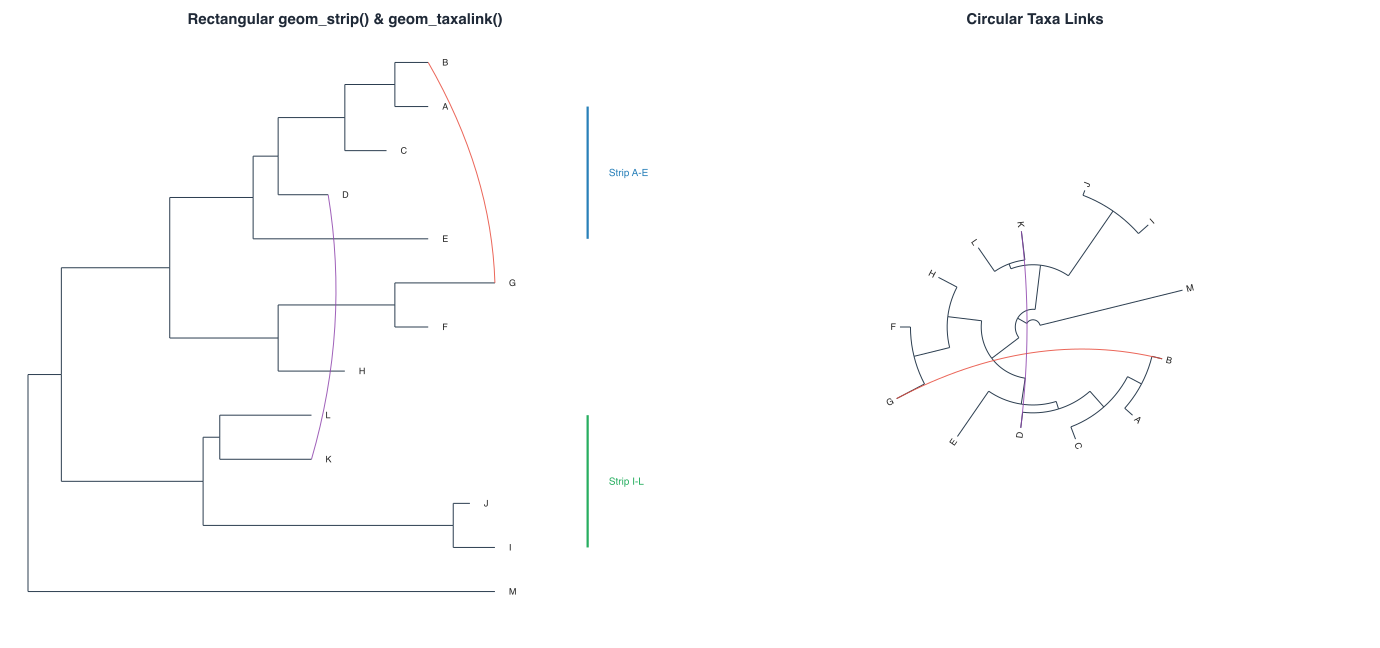 Rectangular geom_strip() & geom_taxalink()
B
A
C
D
E
G
F
H
L
K
J
I
M
Strip A-E
Strip I-L
Circular Taxa Links
J
I
K
L
H
M
F
B
G
A
D
E
C